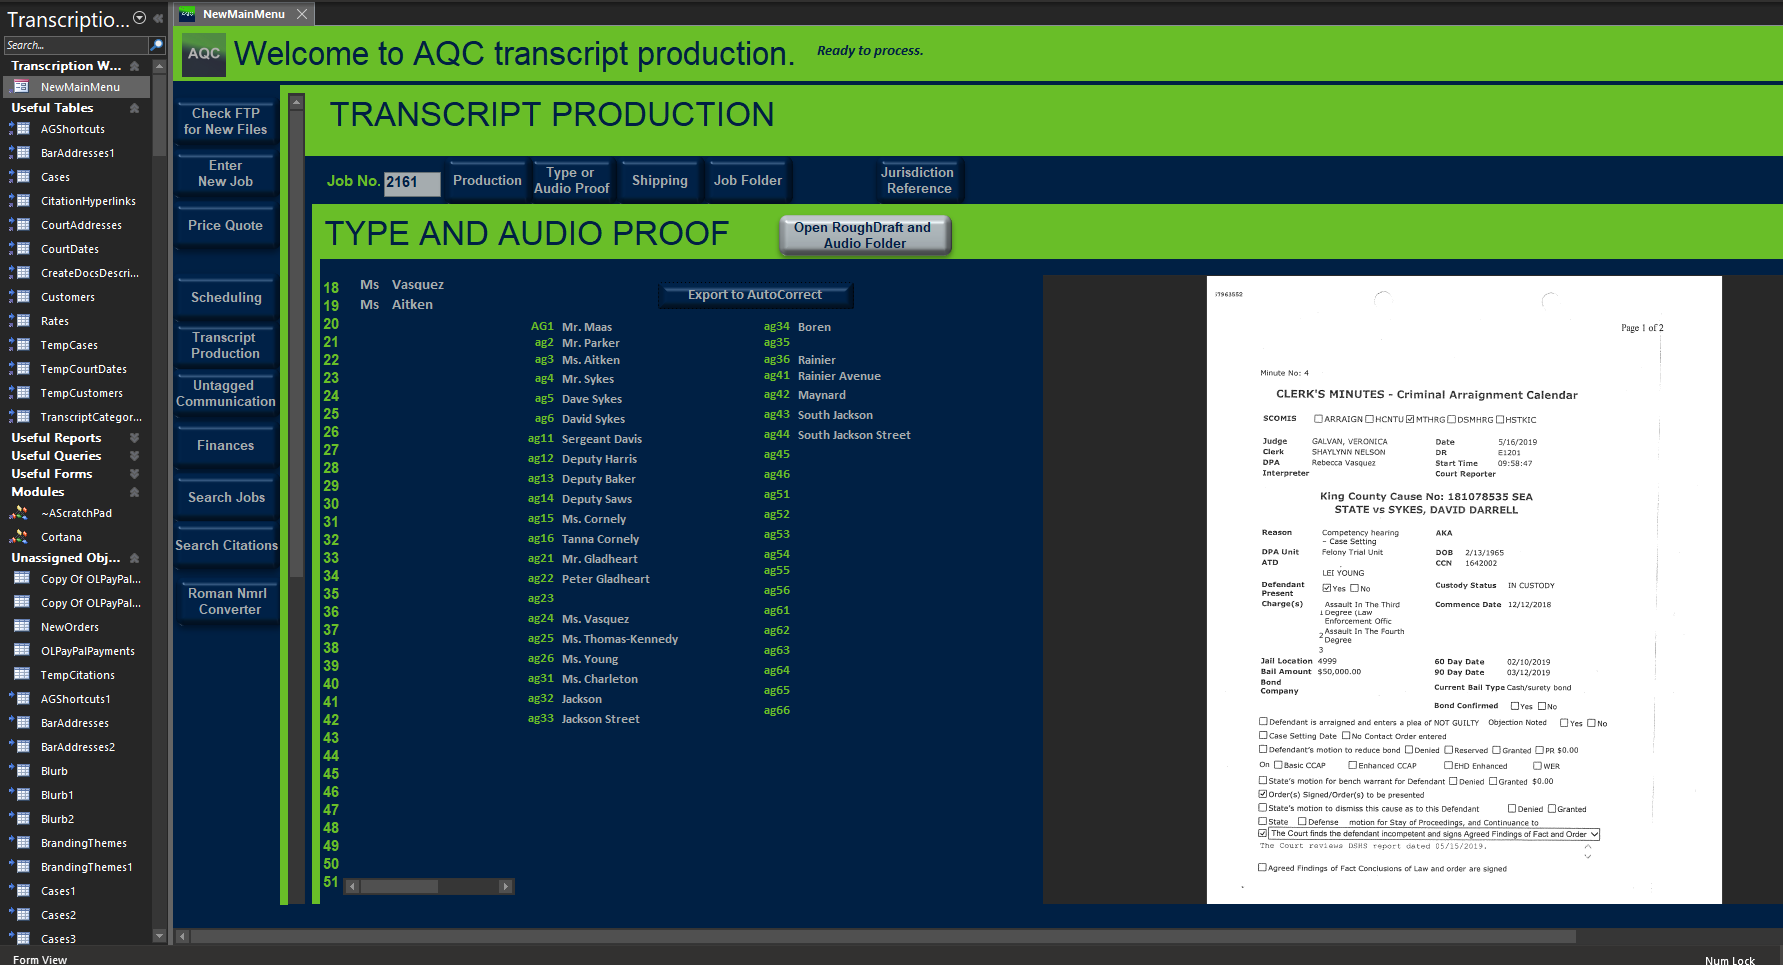 Transcriptio...
NewMainMenu
Search...
Transcription W...
NewMainMenu
Useful Tables
AGShortcuts
BarAddresses1
Cases
CitationHyperlinks
CourtAddresses
CourtDates
CreateDocsDescri...
Customers
Rates
TempCases
TempCourtDates
TempCustomers
TranscriptCategor...
Useful Reports
Useful Queries
Useful Forms
Modules
~AScratchPad
Cortana
Unassigned Obj...
Copy Of OLPayPal...
Copy Of OLPayPal...
NewOrders
OLPayPalPayments
TempCitations
AGShortcuts1
BarAddresses
BarAddresses2
Blurb
Blurb1
Blurb2
BrandingThemes
BrandingThemes1
Cases1
Cases2
Cases3
Form View
AQC
Welcome to AQC transcript production.
Ready to process.
Check FTP
for New Files
Enter
New Job
Price Quote
Scheduling
Transcript
Production
Untagged
Communication
Finances
Search Jobs
Search Citations
Roman Nmrl
Converter
TRANSCRIPT PRODUCTION
Job No. 2161
Production
Type or
Audio Proof
Shipping
Job Folder
Jurisdiction
Reference
TYPE AND AUDIO PROOF
Open RoughDraft and
Audio Folder
18 Ms Vasquez
19 Ms Aitken
20
21
22
23
24
25
26
27
28
29
30
31
32
33
34
35
36
37
38
39
40
41
42
43
44
45
46
47
48
49
50
51
Export to AutoCorrect
AG1 Mr. Maas
ag2 Mr. Parker
ag3 Ms. Aitken
ag4 Mr. Sykes
ag5 Dave Sykes
ag6 David Sykes
ag11 Sergeant Davis
ag12 Deputy Harris
ag13 Deputy Baker
ag14 Deputy Saws
ag15 Ms. Cornely
ag16 Tanna Cornely
ag21 Mr. Gladheart
ag22 Peter Gladheart
ag23
ag24 Ms. Vasquez
ag25 Ms. Thomas-Kennedy
ag26 Ms. Young
ag31 Ms. Charleton
ag32 Jackson
ag33 Jackson Street
ag34 Boren
ag35
ag36 Rainier
ag41 Rainier Avenue
ag42 Maynard
ag43 South Jackson
ag44 South Jackson Street
ag45
ag46
ag51
ag52
ag53
ag54
ag55
ag56
ag61
ag62
ag63
ag64
ag65
ag66
17963552
Page 1 of 2
Minute No: 4
CLERK'S MINUTES - Criminal Arraignment Calendar
SCOMIS ARRAIGN HCNTU MTHRG DSMHRG HSTKIC
Judge GALVAN, VERONICA Date 5/16/2019
Clerk SHAYLYNN NELSON DR E1201
DPA Rebecca Vasquez Start Time 09:58:47
Interpreter Court Reporter
King County Cause No: 181078535 SEA
STATE vs SYKES, DAVID DARRELL
Reason Competency hearing AKA
– Case Setting
DPA Unit Felony Trial Unit DOB 2/13/1965
ATD CCN 1642002
LEI YOUNG
Defendant Present Yes No Custody Status IN CUSTODY
Charge(s) 1 Assault In The Third Commence Date 12/12/2018
Degree (Law
Enforcement Offic
2 Assault In The Fourth
Degree
3
Jail Location 4999 60 Day Date 02/10/2019
Bail Amount $50,000.00 90 Day Date 03/12/2019
Bond
Company Current Bail Type Cash/surety bond
Bond Confirmed Yes No
Defendant is arraigned and enters a plea of NOT GUILTY Objection Noted Yes No
Case Setting Date No Contact Order entered
Defendant's motion to reduce bond Denied Reserved Granted PR $0.00
On Basic CCAP Enhanced CCAP EHD Enhanced WER
State's motion for bench warrant for Defendant Denied Granted $0.00
Order(s) Signed/Order(s) to be presented
State's motion to dismiss this cause as to this Defendant Denied Granted
State Defense motion for Stay of Proceedings, and Continuance to
The Court finds the defendant incompetent and signs Agreed Findings of Fact and Order
The Court reviews DSHS report dated 05/15/2019.
Agreed Findings of Fact Conclusions of Law and order are signed
Num Lock